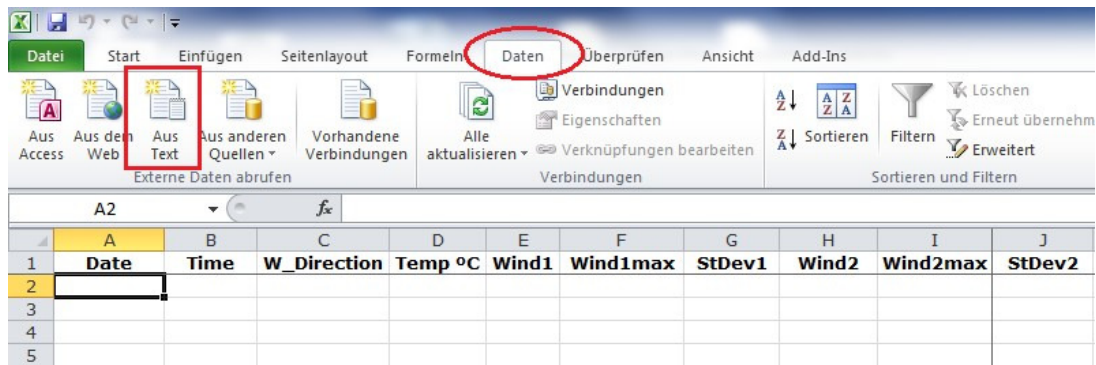 Datei Start Einfügen Seitenlayout Formeln Daten Überprüfen Ansicht Add-Ins
Aus Access
Aus dem Web
Aus Text
Aus anderen Quellen
Vorhandene Verbindungen
Externe Daten abrufen
Alle aktualisieren
Verbindungen
Eigenschaften
Verknüpfungen bearbeiten
Verbindungen
Sortieren
Filtern
Löschen
Erneut übernehm
Erweitert
Sortieren und Filtern
A2 fx
A B C D E F G H I J
1 Date Time W_Direction Temp ºC Wind1 Wind1max StDev1 Wind2 Wind2max StDev2
2
3
4
5